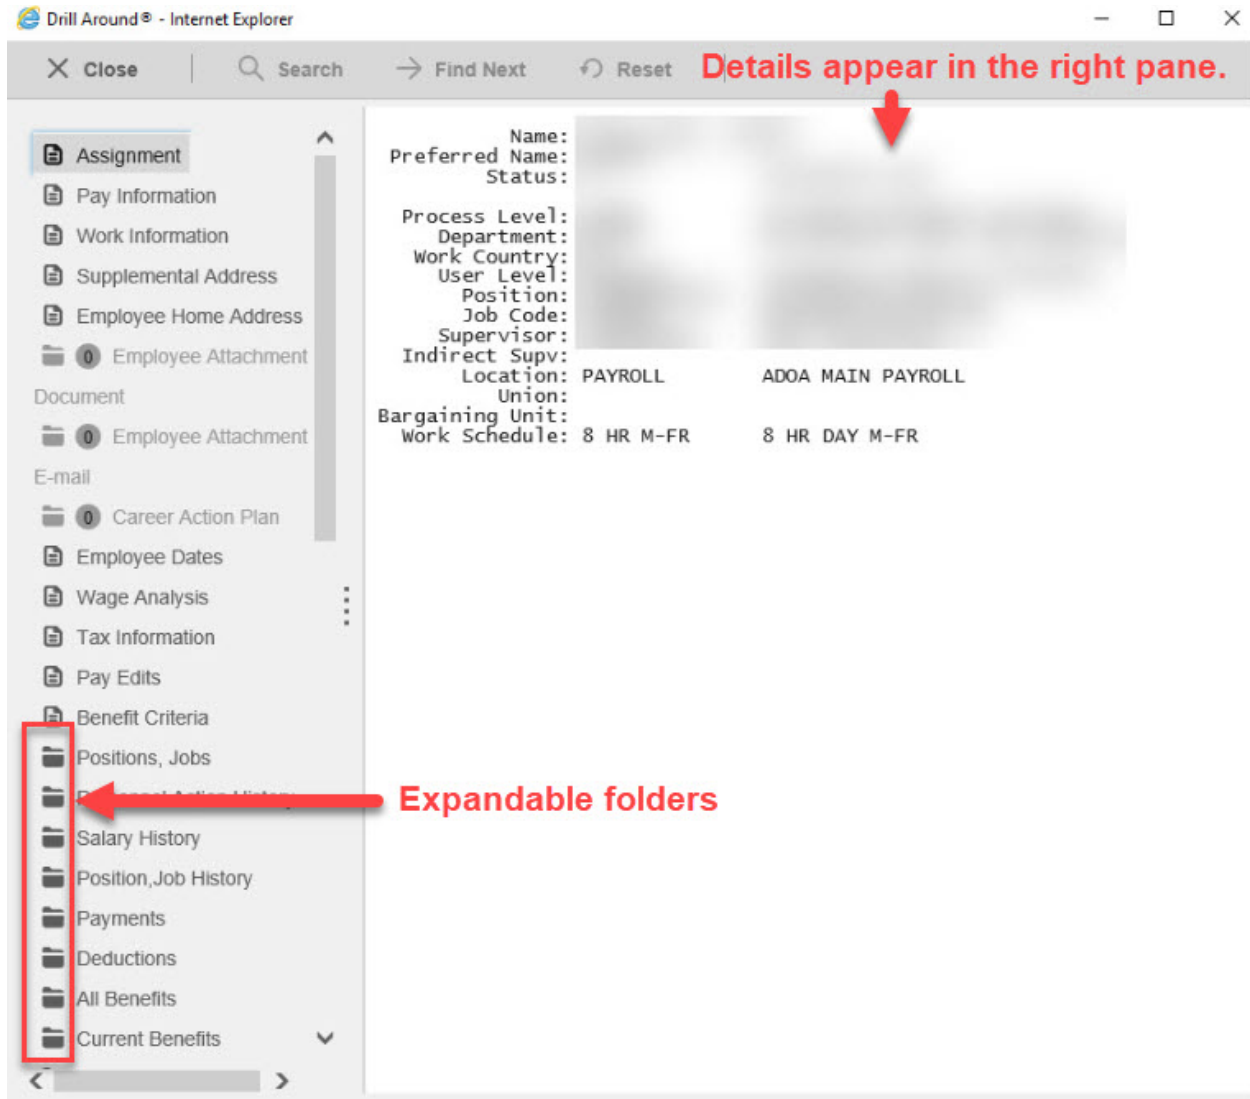 Drill Around® - Internet Explorer
Close
Search
Find Next
Reset
Details appear in the right pane.
Assignment
Pay Information
Work Information
Supplemental Address
Employee Home Address
0 Employee Attachment
Document
0 Employee Attachment
E-mail
0 Career Action Plan
Employee Dates
Wage Analysis
Tax Information
Pay Edits
Benefit Criteria
Positions, Jobs
Salary History
Position,Job History
Payments
Deductions
All Benefits
Current Benefits
Expandable folders
Name:
Preferred Name:
Status:
Process Level:
Department:
Work Country:
User Level:
Position:
Job Code:
Supervisor:
Indirect Supv:
Location: PAYROLL ADOA MAIN PAYROLL
Union:
Bargaining Unit:
Work Schedule: 8 HR M-FR 8 HR DAY M-FR